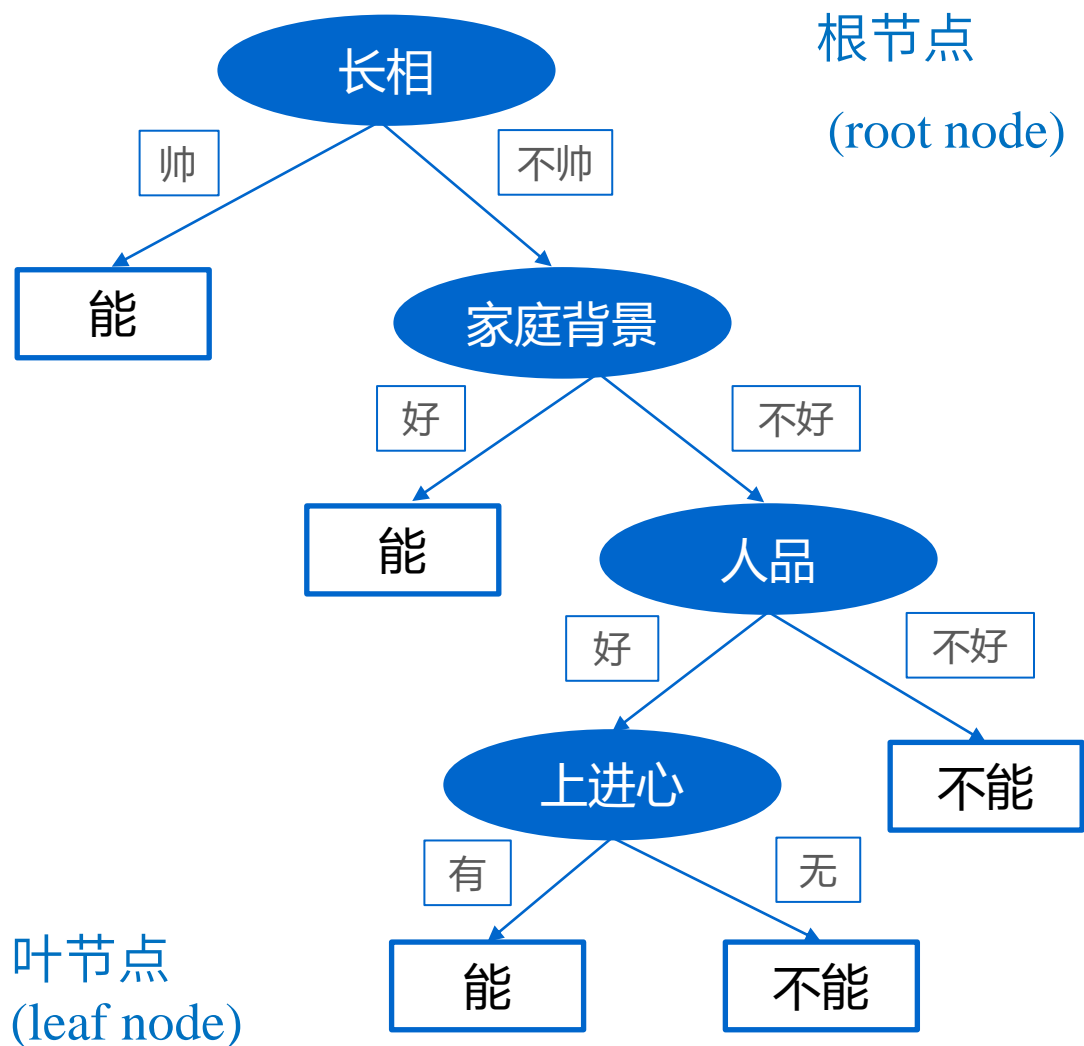 长相
根节点
(root node)
帅
不帅
能
家庭背景
好
不好
能
人品
好
不好
上进心
不能
有
无
叶节点
(leaf node)
能
不能